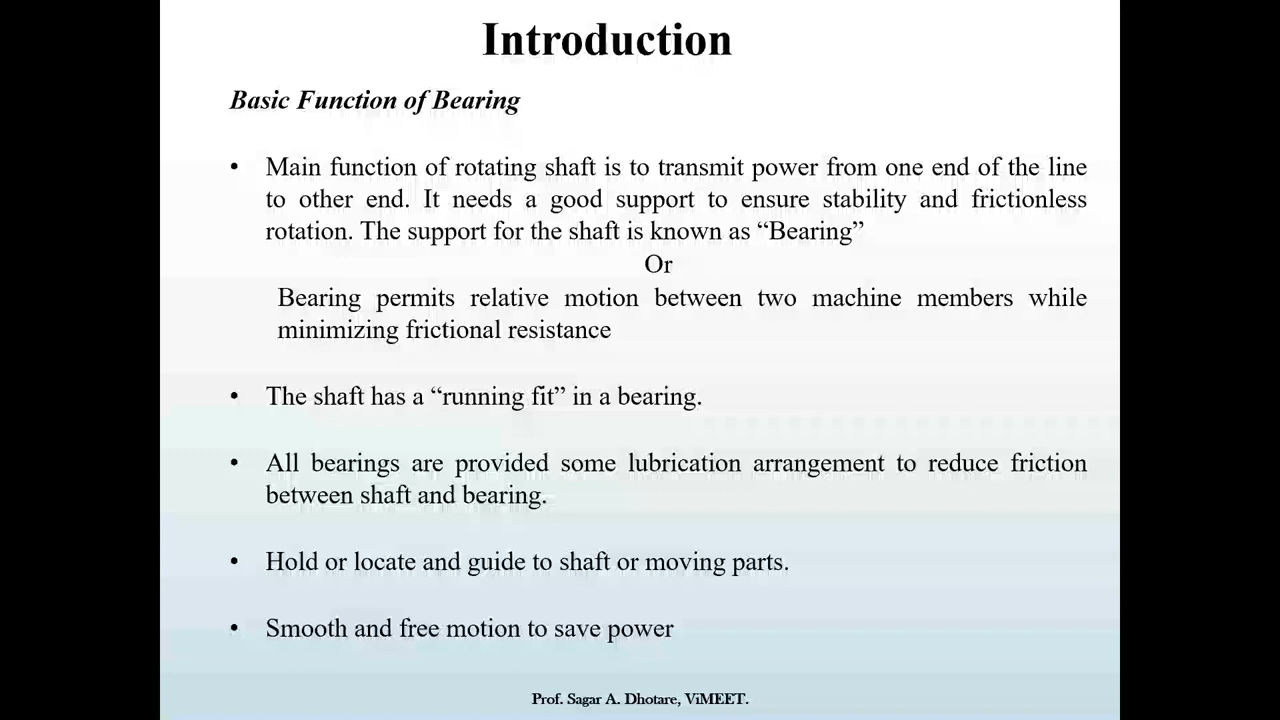 Introduction
Basic Function of Bearing
• Main function of rotating shaft is to transmit power from one end of the line
to other end. It needs a good support to ensure stability and frictionless
rotation. The support for the shaft is known as “Bearing”
Or
Bearing permits relative motion between two machine members while
minimizing frictional resistance
• The shaft has a “running fit” in a bearing.
• All bearings are provided some lubrication arrangement to reduce friction
between shaft and bearing.
• Hold or locate and guide to shaft or moving parts.
• Smooth and free motion to save power
Prof. Sagar A. Dhotare, ViMEET.